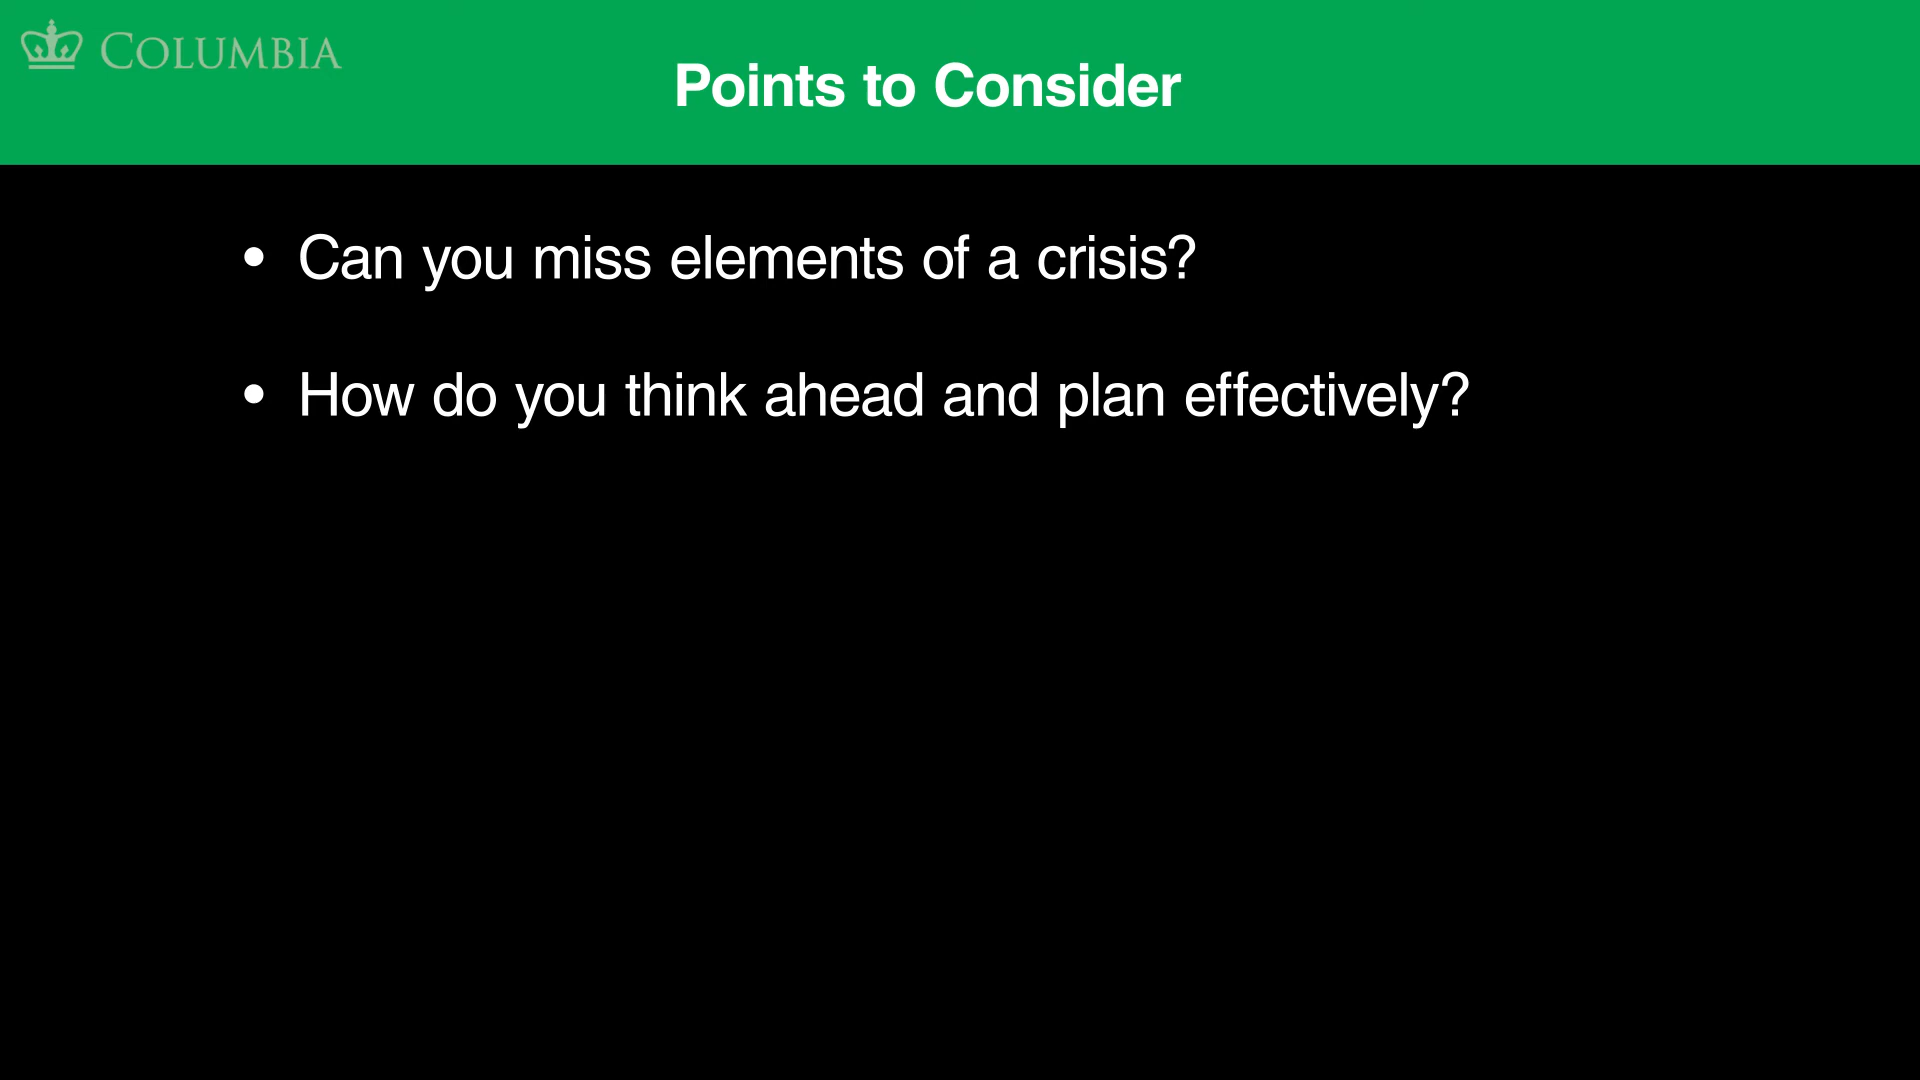 COLUMBIA
Points to Consider
• Can you miss elements of a crisis?
• How do you think ahead and plan effectively?